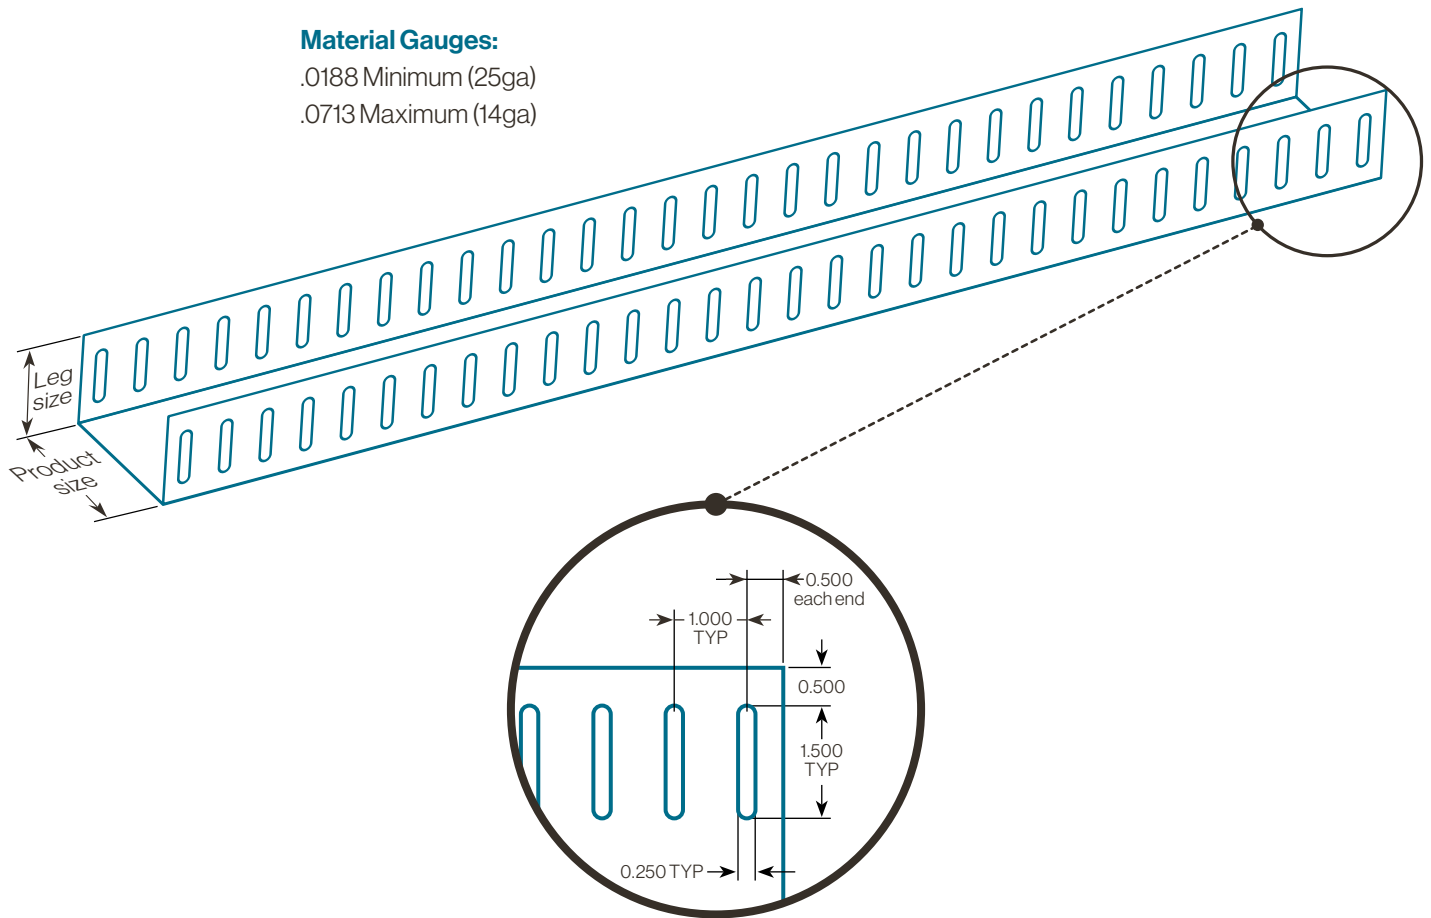 Material Gauges:
.0188 Minimum (25ga)
.0713 Maximum (14ga)
Leg
size
Product
size
0.500
each end
1.000
TYP
0.500
1.500
TYP
0.250 TYP